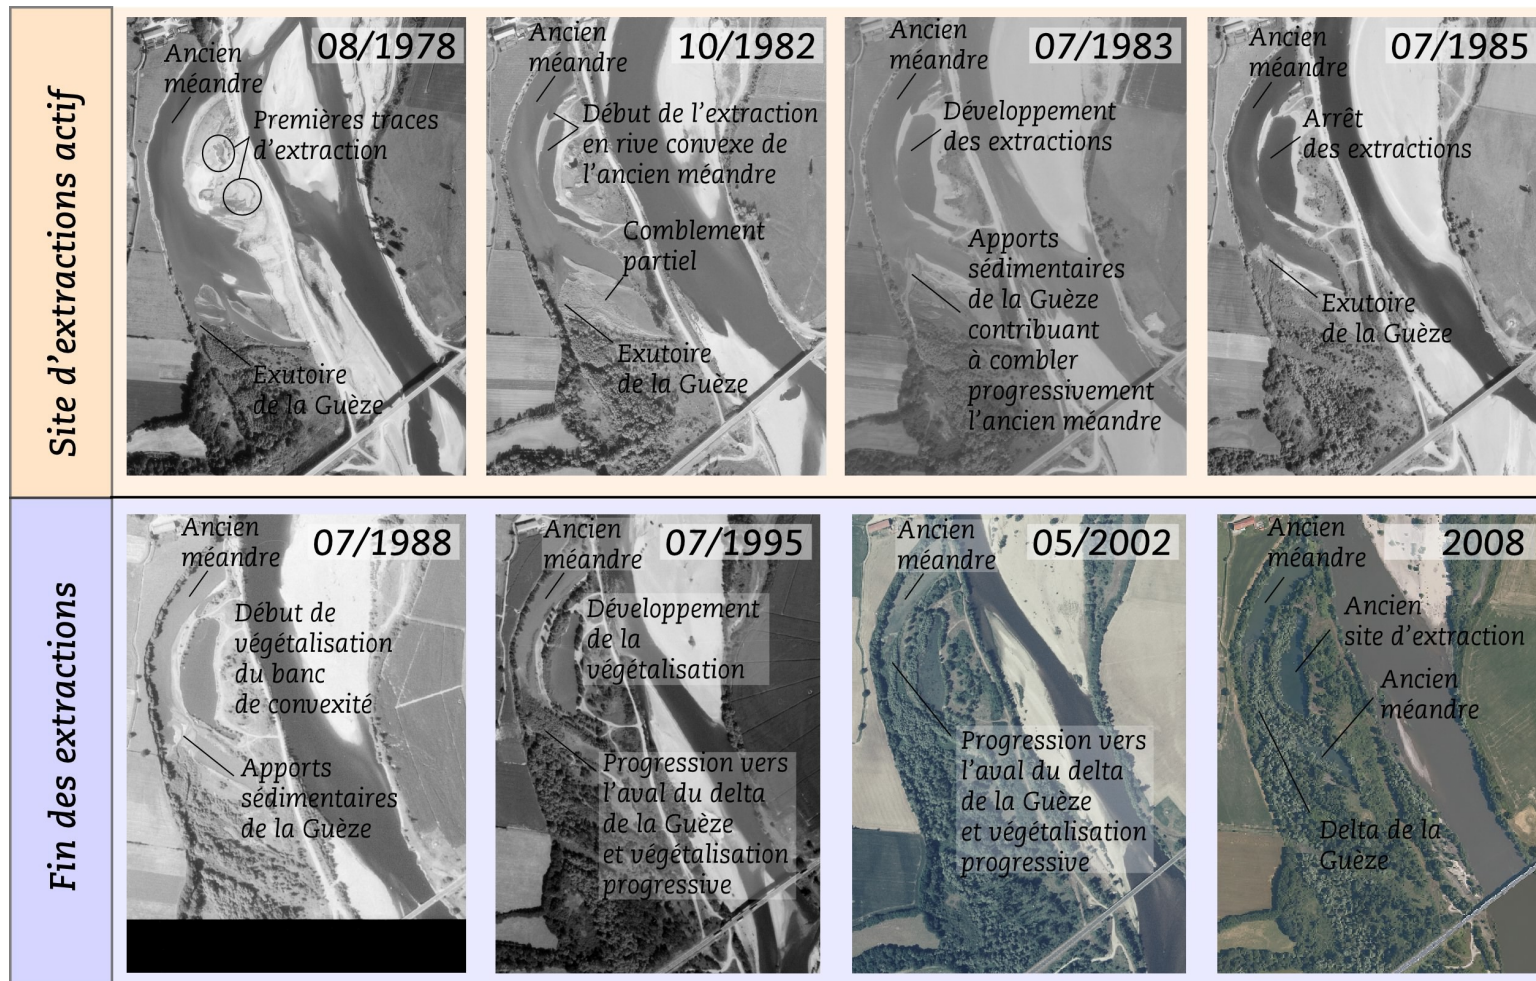 Site d'extractions actif
08/1978
Ancien
méandre
Premières traces
d'extraction
Exutoire
de la Guèze
10/1982
Ancien
méandre
Début de l'extraction
en rive convexe de
l'ancien méandre
Comblement
partiel
Exutoire
de la Guèze
07/1983
Ancien
méandre
Développement
des extractions
Apports
sédimentaires
de la Guèze
contribuant
à combler
progressivement
l'ancien meandre
07/1985
Ancien
méandre
Arrêt
des extractions
Exutoire
de la Guèze
Fin des extractions
07/1988
Ancien
méandre
Début de
végétalisation
du banc
de convexité
Apports
sédimentaires
de la Guèze
07/1995
Ancien
méandre
Développement
de la
végétalisation
Progression vers
l'aval du delta
de la Guèze
et végétalisation
progressive
05/2002
Ancien
méandre
Progression vers
l'aval du delta
de la Guèze
et végétalisation
progressive
2008
Ancien
méandre
Ancien
site d'extraction
Ancien
méandre
Delta de la
Guèze